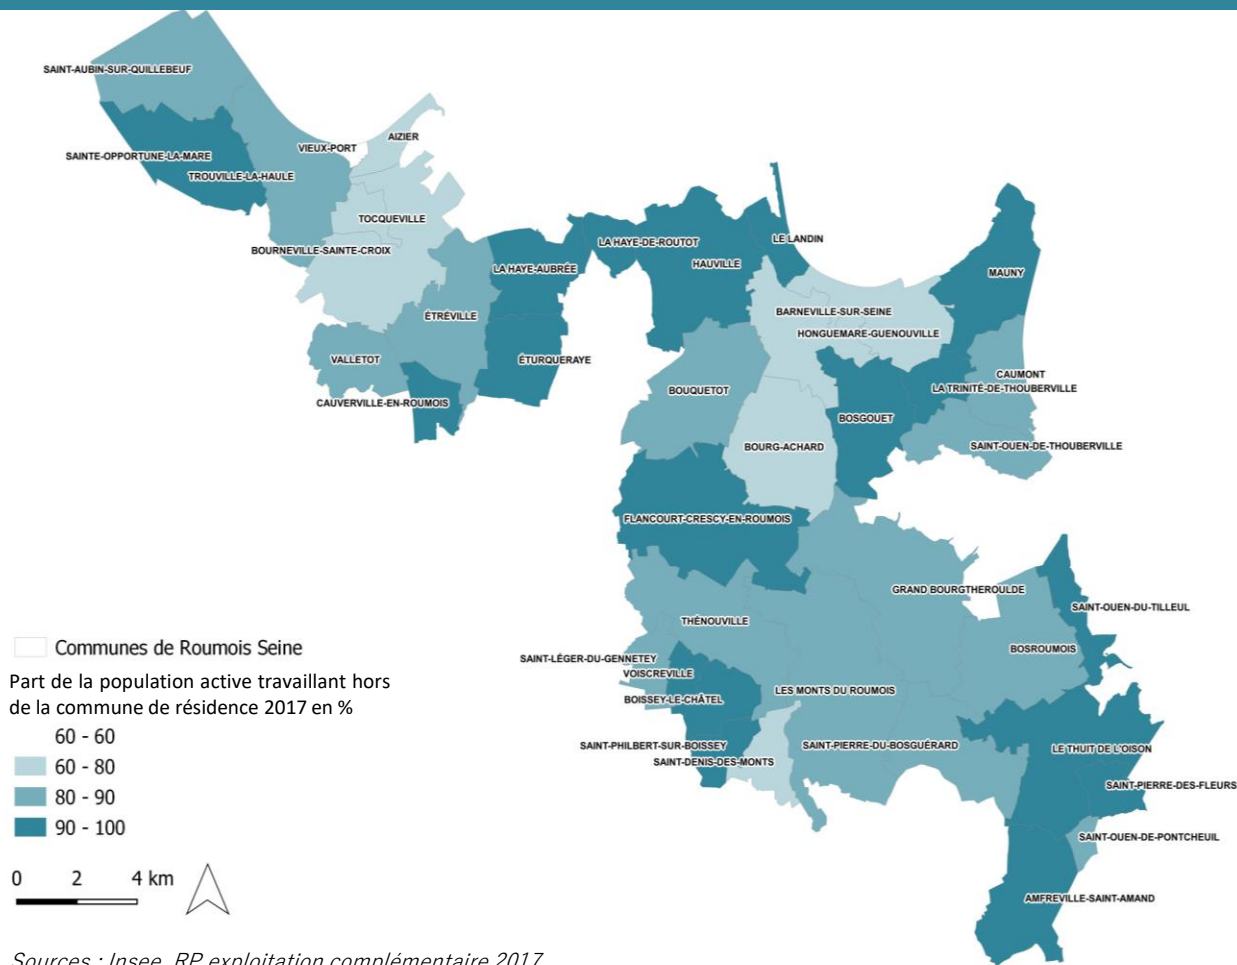 SAINT-AUBIN-SUR-QUILLEBEUF
AIZIER
VIEUX-PORT
SAINTE-OPPORTUNE-LA-MARE
TROUVILLE-LA-HAULE
TOCQUEVILLE
BOURNEVILLE-SAINTE-CROIX
LA HAYE-DE-ROUTOT
LE LANDIN
HAUVILLE
LA HAYE-AUBRÉE
MAUNY
BARNEVILLE-SUR-SEINE
ÉTRÉVILLE
HONGUEMARE-GUENOUVILLE
VALLETOT
ÉTURQUERAYE
CAUMONT
BOUQUETOT
LA TRINITÉ-DE-THOUBERVILLE
CAUVERVILLE-EN-ROUMOIS
BOSGOUET
BOURG-ACHARD
SAINT-OUEN-DE-THOUBERVILLE
FLANCOURT-CRESCY-EN-ROUMOIS
GRAND BOURGTHEROULDE
SAINT-OUEN-DU-TILLEUL
THÉNOUVILLE
BOSROUMOIS
SAINT-LÉGER-DU-GENNETEY
VOISCREVILLE
LES MONTS DU ROUMOIS
BOISSEY-LE-CHÂTEL
SAINT-PHILBERT-SUR-BOISSEY
SAINT-PIERRE-DU-BOSGUÉRARD
LE THUIT DE L'OISON
SAINT-DENIS-DES-MONTS
SAINT-PIERRE-DES-FLEURS
SAINT-OUEN-DE-PONTCHEUIL
AMFREVILLE-SAINT-AMAND
Communes de Roumois Seine
Part de la population active travaillant hors
de la commune de résidence 2017 en %
60 - 60
60 - 80
80 - 90
90 - 100
0 2 4 km
Sources : Insee, RP exploitation complémentaire 2017